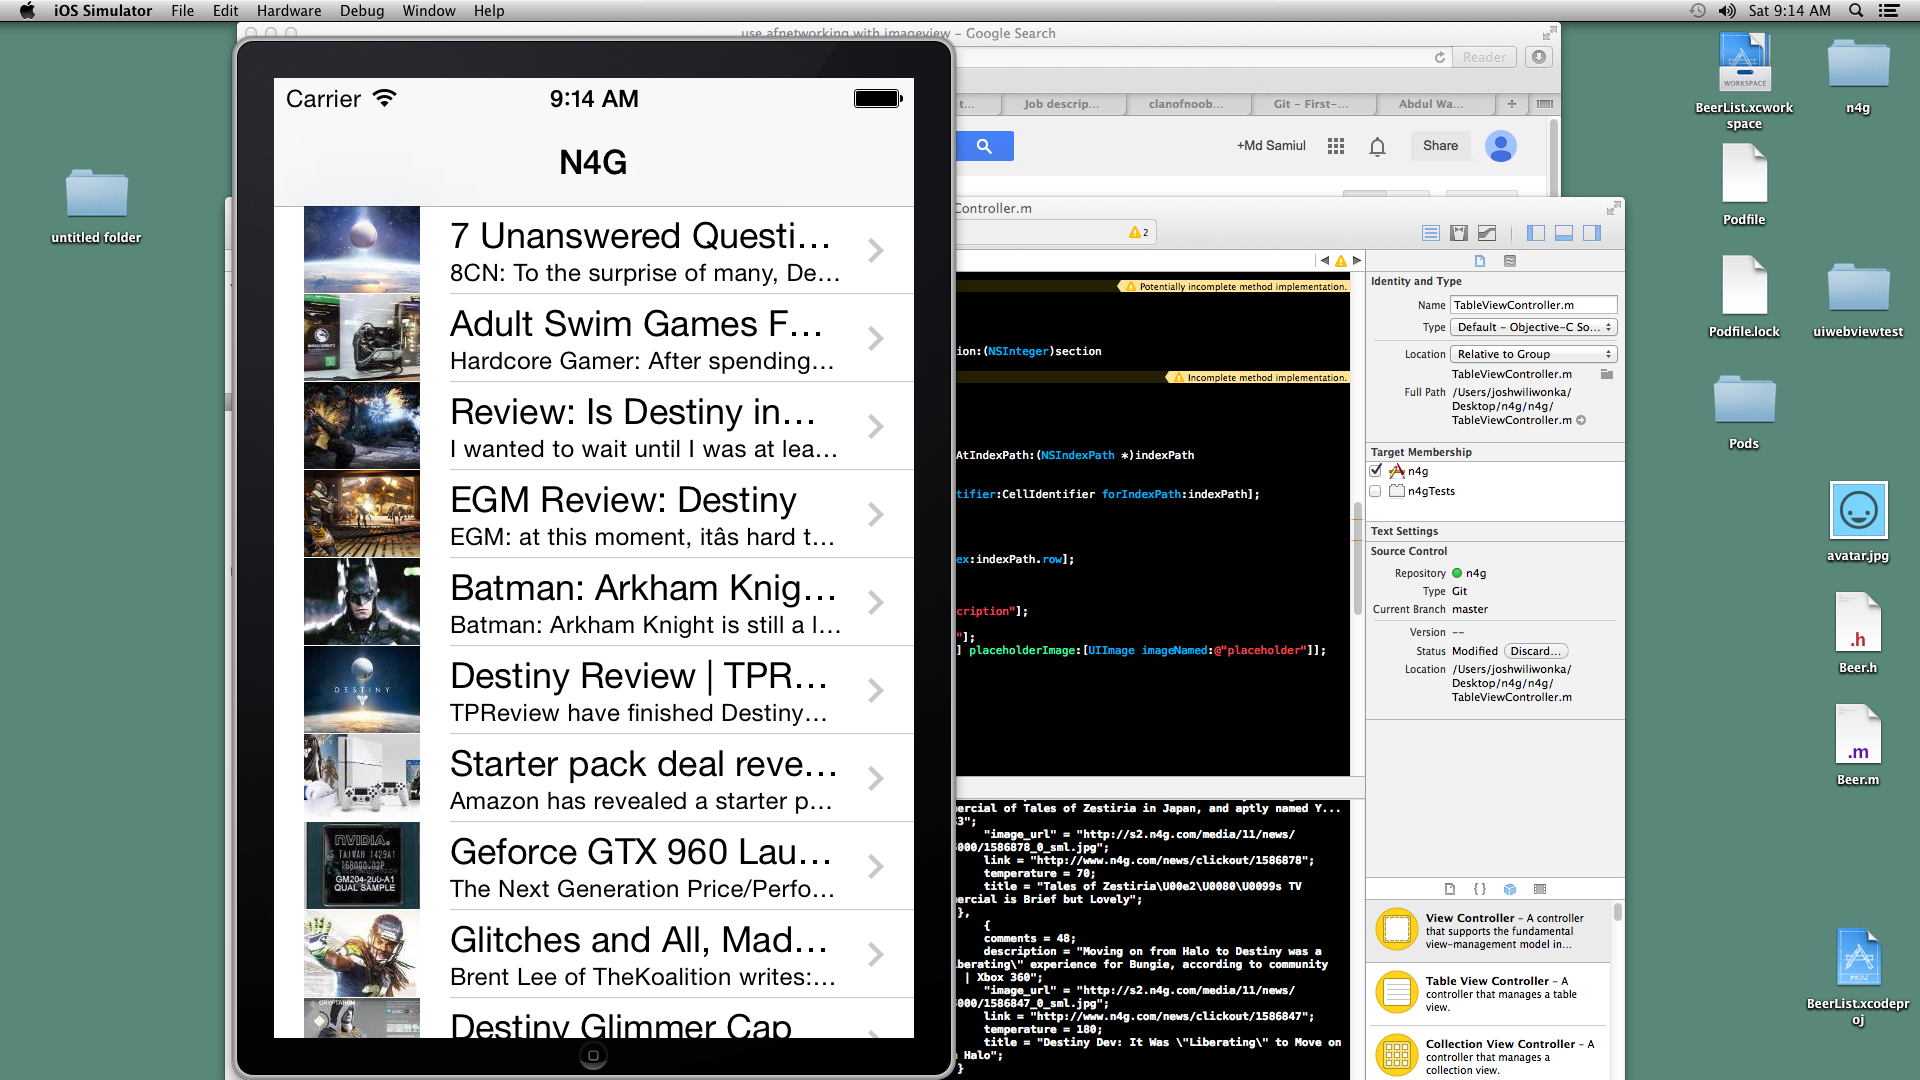 iOS Simulator File Edit Hardware Debug Window Help
Sat 9:14 AM
use afnetworking with imageview – Google Search
Reader
t...
Job descrip...
clanofnoob...
Git – First-...
Abdul Wa...
+Md Samiul
Share
Carrier
9:14 AM
N4G
7 Unanswered Questi...
8CN: To the surprise of many, De...
Adult Swim Games F...
Hardcore Gamer: After spending...
Review: Is Destiny in...
I wanted to wait until I was at lea...
EGM Review: Destiny
EGM: at this moment, itâs hard t...
Batman: Arkham Knig...
Batman: Arkham Knight is still a l...
DESTINY
Destiny Review | TPR...
TPReview have finished Destiny...
Starter pack deal reve...
Amazon has revealed a starter p...
NVIDIA.
S TAIWAN 1429A1
GM204-200-A1
QUAL SAMPLE
Geforce GTX 960 Lau...
The Next Generation Price/Perfo...
Glitches and All, Mad...
Brent Lee of TheKoalition writes:...
Destiny Glimmer Cap
Controller.m
2
Potentially incomplete method implementation.
ion:(NSInteger)section
Incomplete method implementation.
AtIndexPath:(NSIndexPath *)indexPath
tifier:CellIdentifier forIndexPath:indexPath];
ex:indexPath.row];
cription"];
"];
] placeholderImage:[UIImage imageNamed:@"placeholder"]];
ercial of Tales of Zestiria in Japan, and aptly named Y...
3";
"image_url" = "http://s2.n4g.com/media/11/news/
000/1586878_0_sml.jpg";
link = "http://www.n4g.com/news/clickout/1586878";
temperature = 70;
title = "Tales of Zestiria\U00e2\U0080\U0099s TV
ercial is Brief but Lovely";
},
{
comments = 48;
description = "Moving on from Halo to Destiny was a
berating\" experience for Bungie, according to community
| Xbox 360";
"image_url" = "http://s2.n4g.com/media/11/news/
000/1586847_0_sml.jpg";
link = "http://www.n4g.com/news/clickout/1586847";
temperature = 180;
title = "Destiny Dev: It Was \"Liberating\" to Move on
Halo";
}
Identity and Type
Name TableViewController.m
Type Default – Objective-C So...
Location Relative to Group
TableViewController.m
Full Path /Users/joshwiliwonka/
Desktop/n4g/n4g/
TableViewController.m
Target Membership
n4g
n4gTests
Text Settings
Source Control
Repository n4g
Type Git
Current Branch master
Version --
Status Modified Discard...
Location /Users/joshwiliwonka/
Desktop/n4g/n4g/
TableViewController.m
{ }
View Controller – A controller
that supports the fundamental
view-management model in...
Table View Controller – A
controller that manages a table
view.
Collection View Controller – A
controller that manages a
collection view.
untitled folder
WORKSPACE
BeerList.xcwork
space
n4g
Podfile
Podfile.lock
uiwebviewtest
Pods
avatar.jpg
.h
Beer.h
.m
Beer.m
PROJ
BeerList.xcodepr
oj